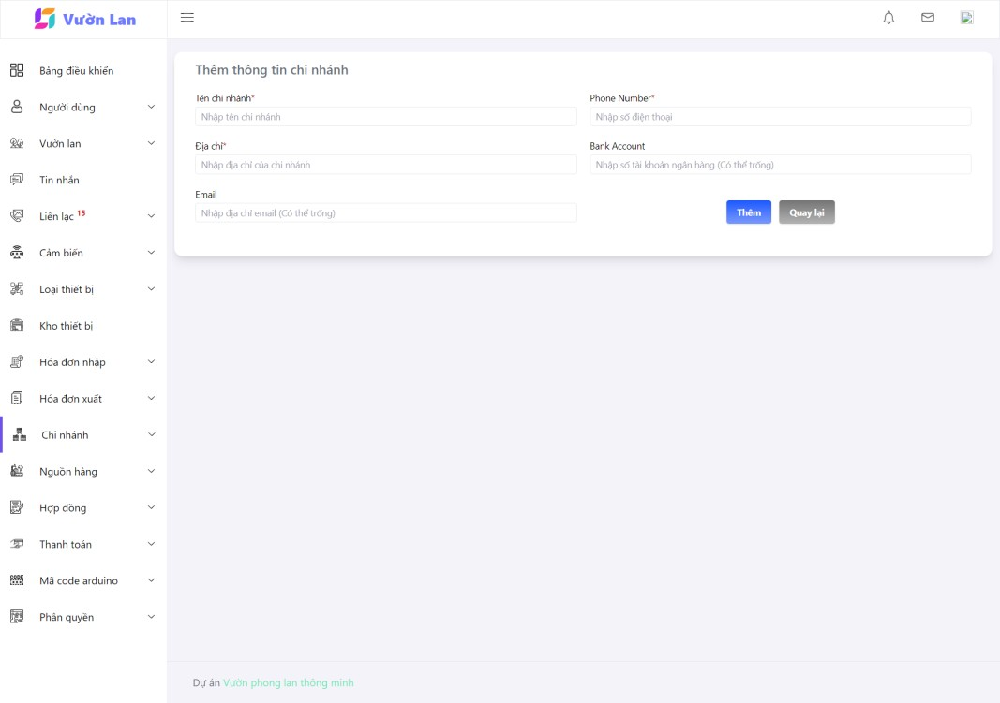 Vườn Lan
Bảng điều khiển
Người dùng
Vườn lan
Tin nhắn
Liên lạc 15
Cảm biến
Loại thiết bị
Kho thiết bị
Hóa đơn nhập
Hóa đơn xuất
Chi nhánh
Nguồn hàng
Hợp đồng
Thanh toán
CODE Mã code arduino
Phân quyền
Thêm thông tin chi nhánh
Tên chi nhánh*
Nhập tên chi nhánh
Phone Number*
Nhập số điện thoại
Địa chỉ*
Nhập địa chỉ của chi nhánh
Bank Account
Nhập số tài khoản ngân hàng (Có thể trống)
Email
Nhập địa chỉ email (Có thể trống)
Thêm
Quay lại
Dự án Vườn phong lan thông minh